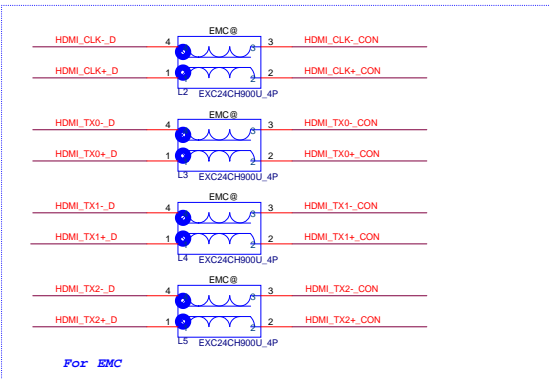 EMC@
HDMI_CLK-_D 4 3 3 HDMI_CLK-_CON
HDMI_CLK+_D 1 2 2 HDMI_CLK+_CON
L2 EXC24CH900U_4P
EMC@
HDMI_TX0-_D 4 3 3 HDMI_TX0-_CON
HDMI_TX0+_D 1 2 2 HDMI_TX0+_CON
L3 EXC24CH900U_4P
EMC@
HDMI_TX1-_D 4 3 3 HDMI_TX1-_CON
HDMI_TX1+_D 1 2 2 HDMI_TX1+_CON
L4 EXC24CH900U_4P
EMC@
HDMI_TX2-_D 4 3 3 HDMI_TX2-_CON
HDMI_TX2+_D 1 2 2 HDMI_TX2+_CON
L5 EXC24CH900U_4P
For EMC